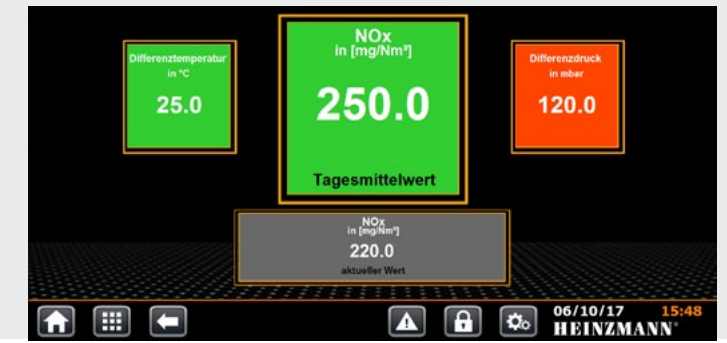 Differenztemperatur
in °C
25.0
NOx
in [mg/Nm³]
250.0
Tagesmittelwert
Differenzdruck
in mbar
120.0
NOx
in [mg/Nm³]
220.0
aktueller Wert
06/10/17 15:48
HEINZMANN®